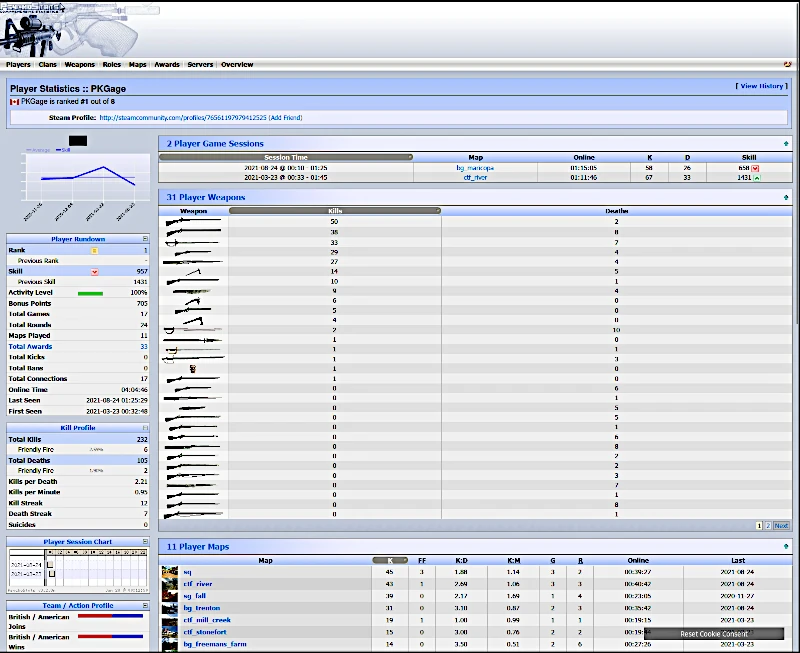 PsychoStats
Players Clans Weapons Roles Maps Awards Servers Overview
Player Statistics :: PKGage
[ View History ]
PKGage is ranked #1 out of 8
Steam Profile: http://steamcommunity.com/profiles/76561197979412525 (Add Friend)
Average Skill
Player Rundown
Rank 1
Previous Rank -
Skill 957
Previous Skill 1431
Activity Level 100%
Bonus Points 705
Total Games 17
Total Rounds 24
Maps Played 11
Total Awards 33
Total Kicks 0
Total Bans 0
Total Connections 17
Online Time 04:04:46
Last Seen 2021-08-24 01:25:29
First Seen 2021-03-23 00:32:48
Kill Profile
Total Kills 232
Friendly Fire 6
Total Deaths 105
Friendly Fire 2
Kills per Death 2.21
Kills per Minute 0.95
Kill Streak 12
Death Streak 7
Suicides 0
Player Session Chart
2021-08-24
2021-03-23
Team / Action Profile
British / American Joins
British / American Wins
2 Player Game Sessions
Session Time Map Online K D Skill
2021-08-24 @ 00:10 - 01:25 bg_maricopa 01:15:05 58 26 658
2021-03-23 @ 00:33 - 01:45 ctf_river 01:11:46 67 33 1431
31 Player Weapons
Weapon Kills Deaths
50 2
38 8
33 7
29 4
27 4
14 5
10 1
9 4
6 0
5 0
4 0
2 10
1 0
1 1
1 3
1 0
1 0
0 6
0 1
0 5
0 5
0 1
0 6
0 8
0 2
0 2
0 3
0 7
0 1
0 8
0 1
1 2 Next
11 Player Maps
Map K FF K:D K:M G R Online Last
sg 45 3 1.88 1.14 3 2 00:39:27 2021-08-24
ctf_river 43 1 2.69 1.06 3 3 00:40:42 2021-08-24
sg_fall 39 0 2.17 1.69 1 4 00:23:05 2020-11-27
bg_trenton 31 0 3.10 0.87 2 3 00:35:42 2021-08-24
ctf_mill_creek 19 1 1.00 0.99 1 1 00:19:15 2021-03-23
ctf_stonefort 15 0 3.00 0.76 2 2 2021-03-23
bg_freemans_farm 14 0 3.50 0.51 2 6 00:27:26 2021-03-23
Reset Cookie Consent